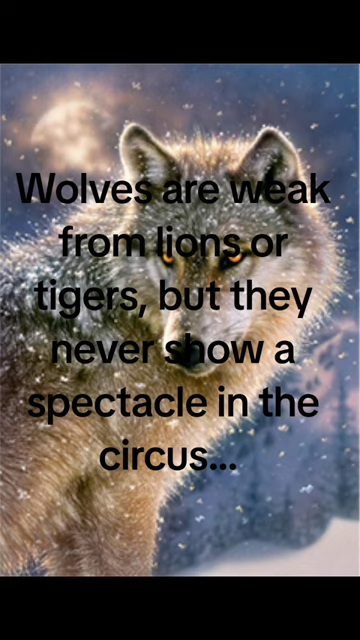 Wolves are weak
from lions or
tigers, but they
never show a
spectacle in the
circus...